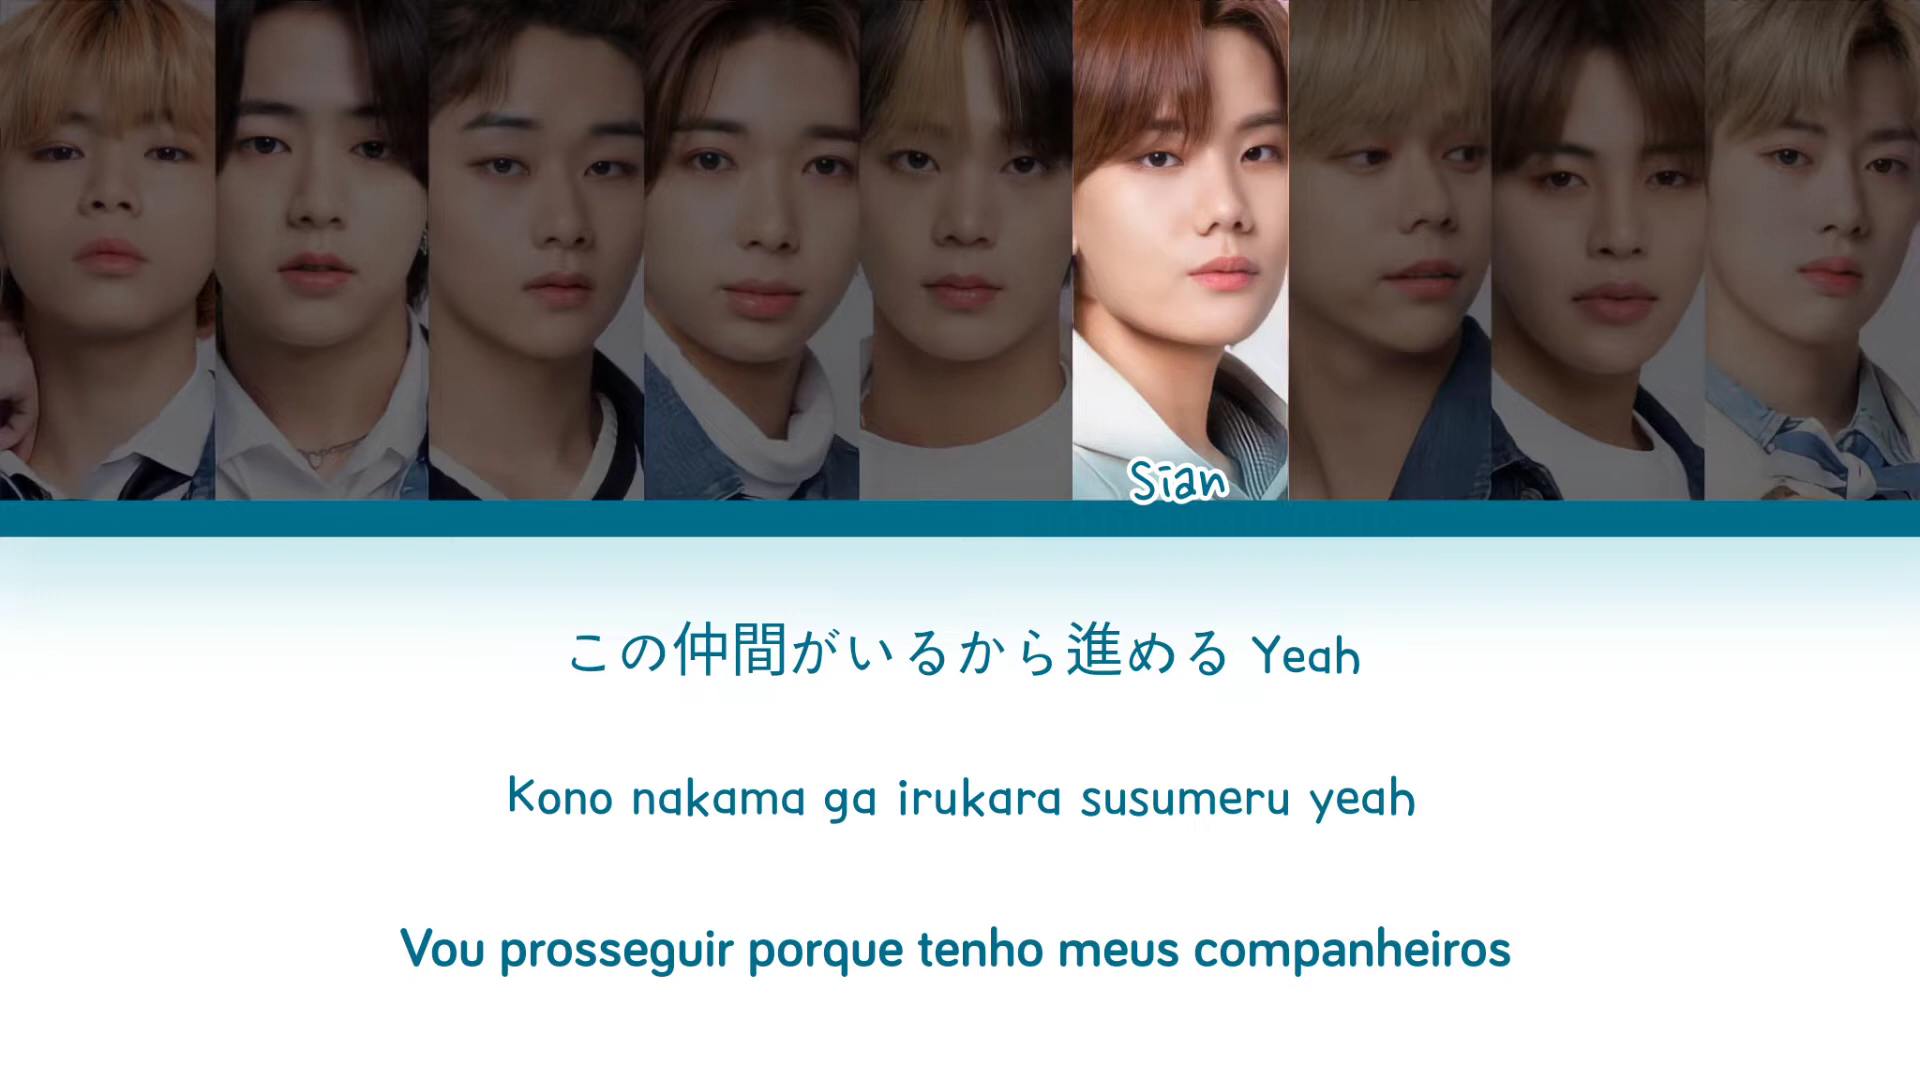 Sian
この仲間がいるから進める Yeah
Kono nakama ga irukara susumeru yeah
Vou prosseguir porque tenho meus companheiros